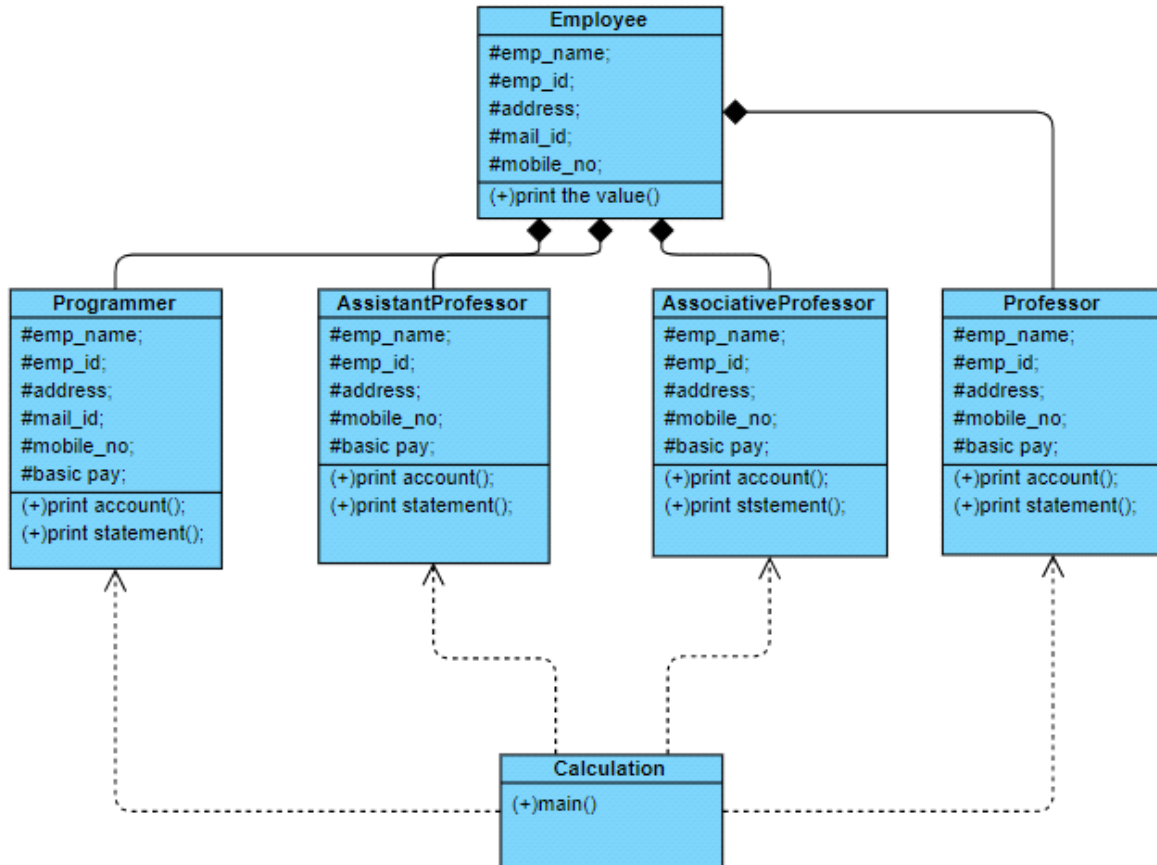 Employee
#emp_name;
#emp_id;
#address;
#mail_id;
#mobile_no;
(+)print the value()
Programmer
#emp_name;
#emp_id;
#address;
#mail_id;
#mobile_no;
#basic pay;
(+)print account();
(+)print statement();
AssistantProfessor
#emp_name;
#emp_id;
#address;
#mobile_no;
#basic pay;
(+)print account();
(+)print statement();
AssociativeProfessor
#emp_name;
#emp_id;
#address;
#mobile_no;
#basic pay;
(+)print account();
(+)print ststement();
Professor
#emp_name;
#emp_id;
#address;
#mobile_no;
#basic pay;
(+)print account();
(+)print statement();
Calculation
(+)main()